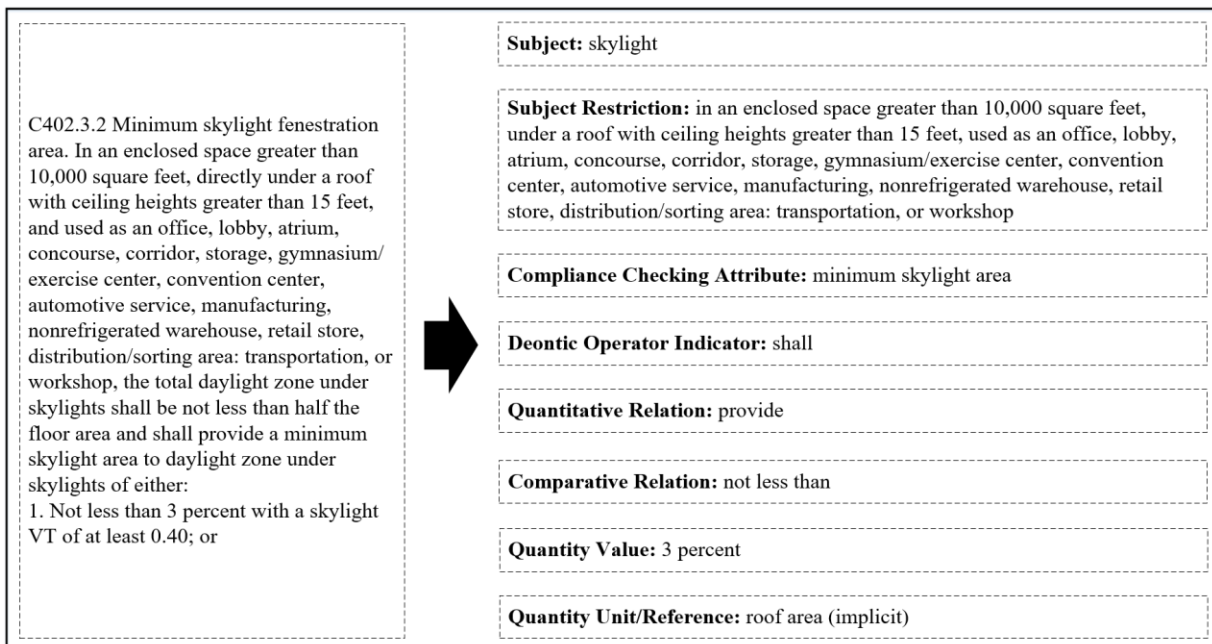 C402.3.2 Minimum skylight fenestration
area. In an enclosed space greater than
10,000 square feet, directly under a roof
with ceiling heights greater than 15 feet,
and used as an office, lobby, atrium,
concourse, corridor, storage, gymnasium/
exercise center, convention center,
automotive service, manufacturing,
nonrefrigerated warehouse, retail store,
distribution/sorting area: transportation, or
workshop, the total daylight zone under
skylights shall be not less than half the
floor area and shall provide a minimum
skylight area to daylight zone under
skylights of either:
1. Not less than 3 percent with a skylight
VT of at least 0.40; or
Subject: skylight
Subject Restriction: in an enclosed space greater than 10,000 square feet,
under a roof with ceiling heights greater than 15 feet, used as an office, lobby,
atrium, concourse, corridor, storage, gymnasium/exercise center, convention
center, automotive service, manufacturing, nonrefrigerated warehouse, retail
store, distribution/sorting area: transportation, or workshop
Compliance Checking Attribute: minimum skylight area
Deontic Operator Indicator: shall
Quantitative Relation: provide
Comparative Relation: not less than
Quantity Value: 3 percent
Quantity Unit/Reference: roof area (implicit)